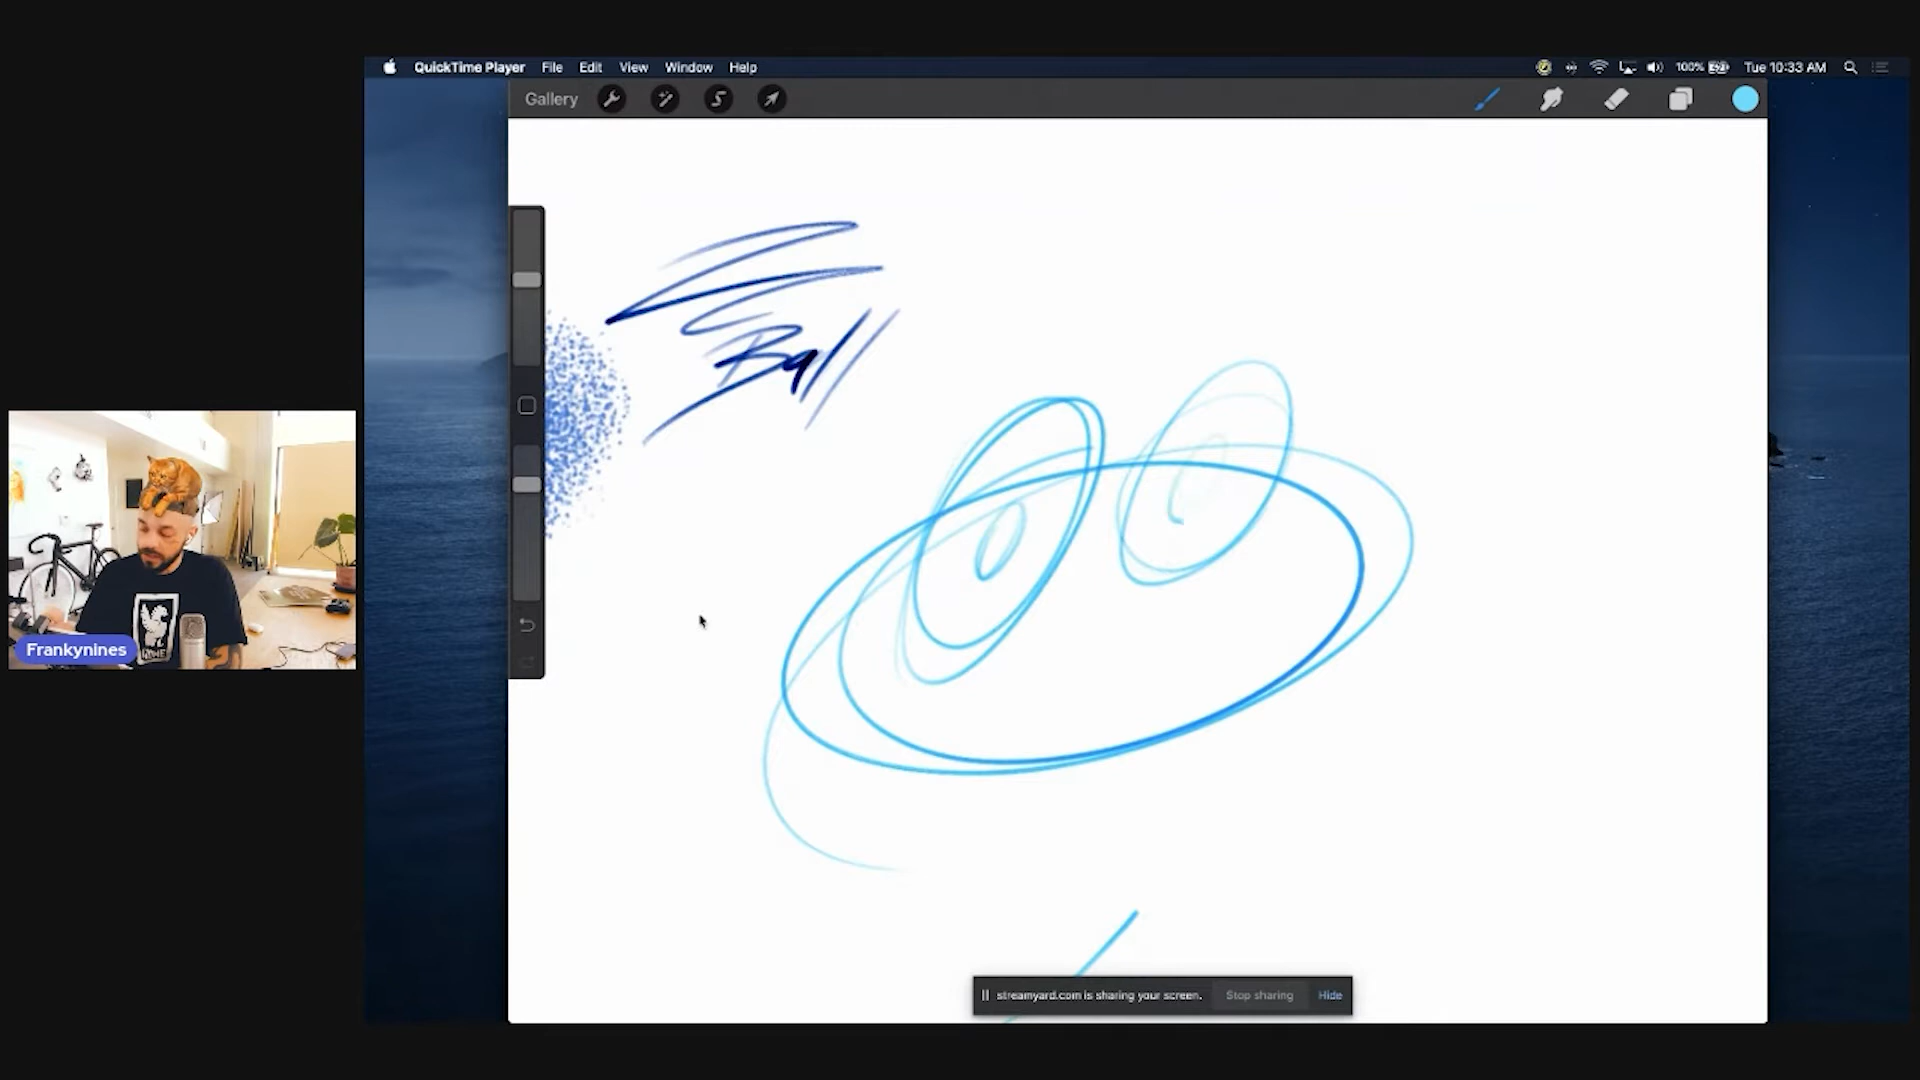 QuickTime Player File Edit View Window Help
100% Tue 10:33 AM
Gallery
Ball
Frankynines
streamyard.com is sharing your screen. Stop sharing Hide